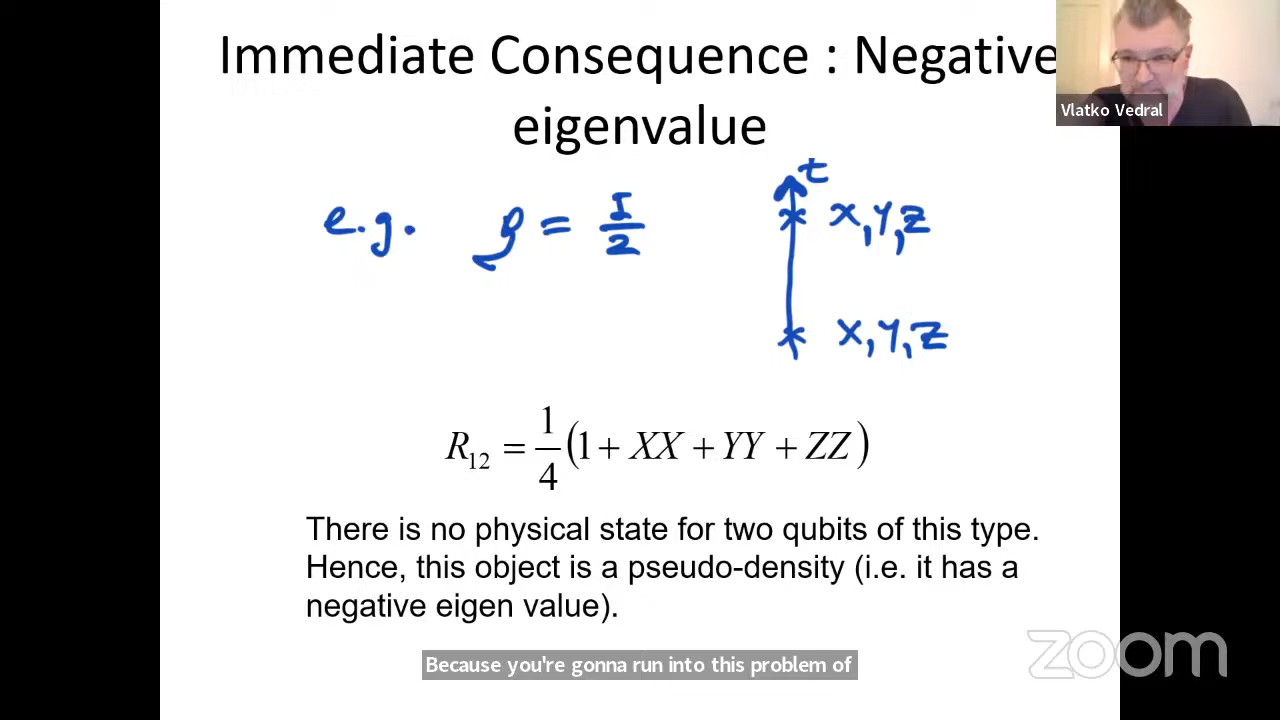 Immediate Consequence : Negative
eigenvalue
Vlatko Vedral
e.g. ρ = I/2
t
X, Y, Z
X, Y, Z
R₁₂ = 1/4 (1 + XX + YY + ZZ)
There is no physical state for two qubits of this type.
Hence, this object is a pseudo-density (i.e. it has a
negative eigen value).
Because you're gonna run into this problem of
zoom